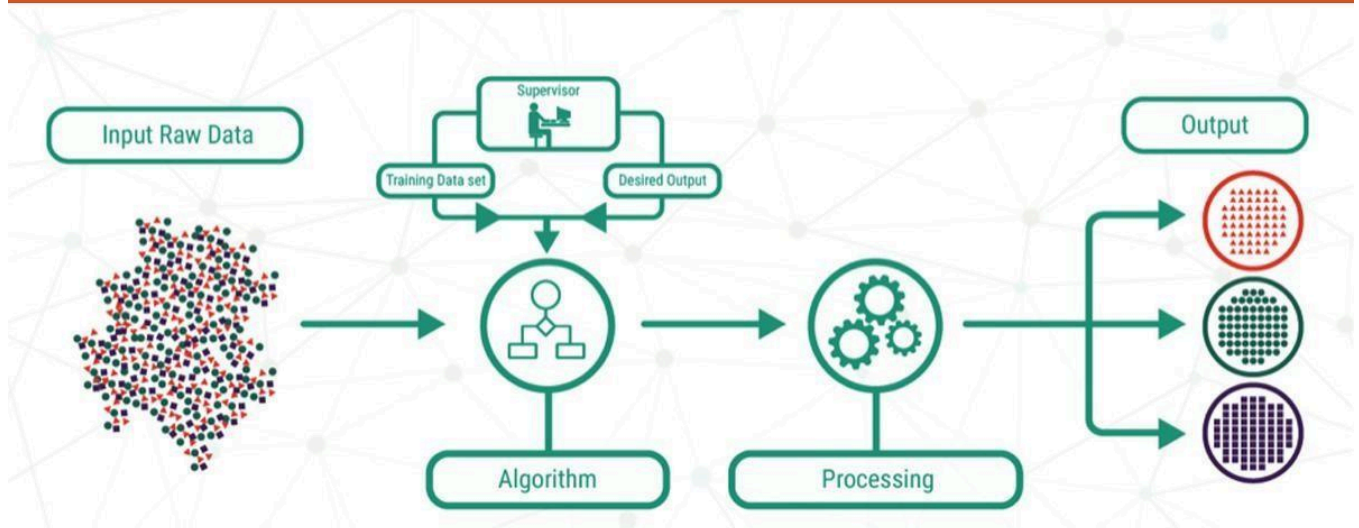 Input Raw Data
Supervisor
Training Data set
Desired Output
Algorithm
Processing
Output